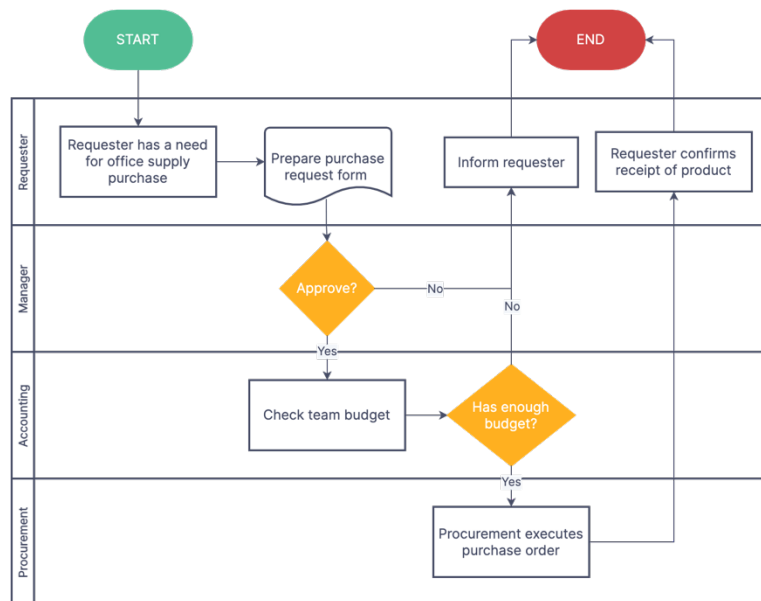 START
END
Requester
Requester has a need
for office supply
purchase
Prepare purchase
request form
Inform requester
Requester confirms
receipt of product
Manager
Approve?
No
No
Yes
Accounting
Check team budget
Has enough
budget?
Yes
Procurement
Procurement executes
purchase order